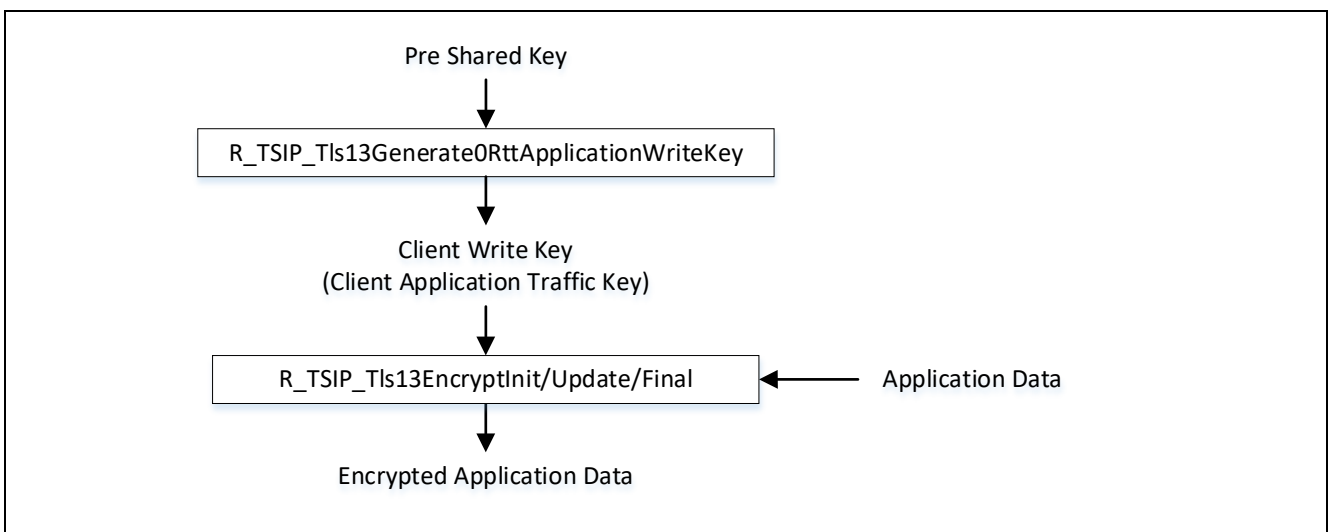 Pre Shared Key
R_TSIP_Tls13Generate0RttApplicationWriteKey
Client Write Key
(Client Application Traffic Key)
R_TSIP_Tls13EncryptInit/Update/Final
Application Data
Encrypted Application Data